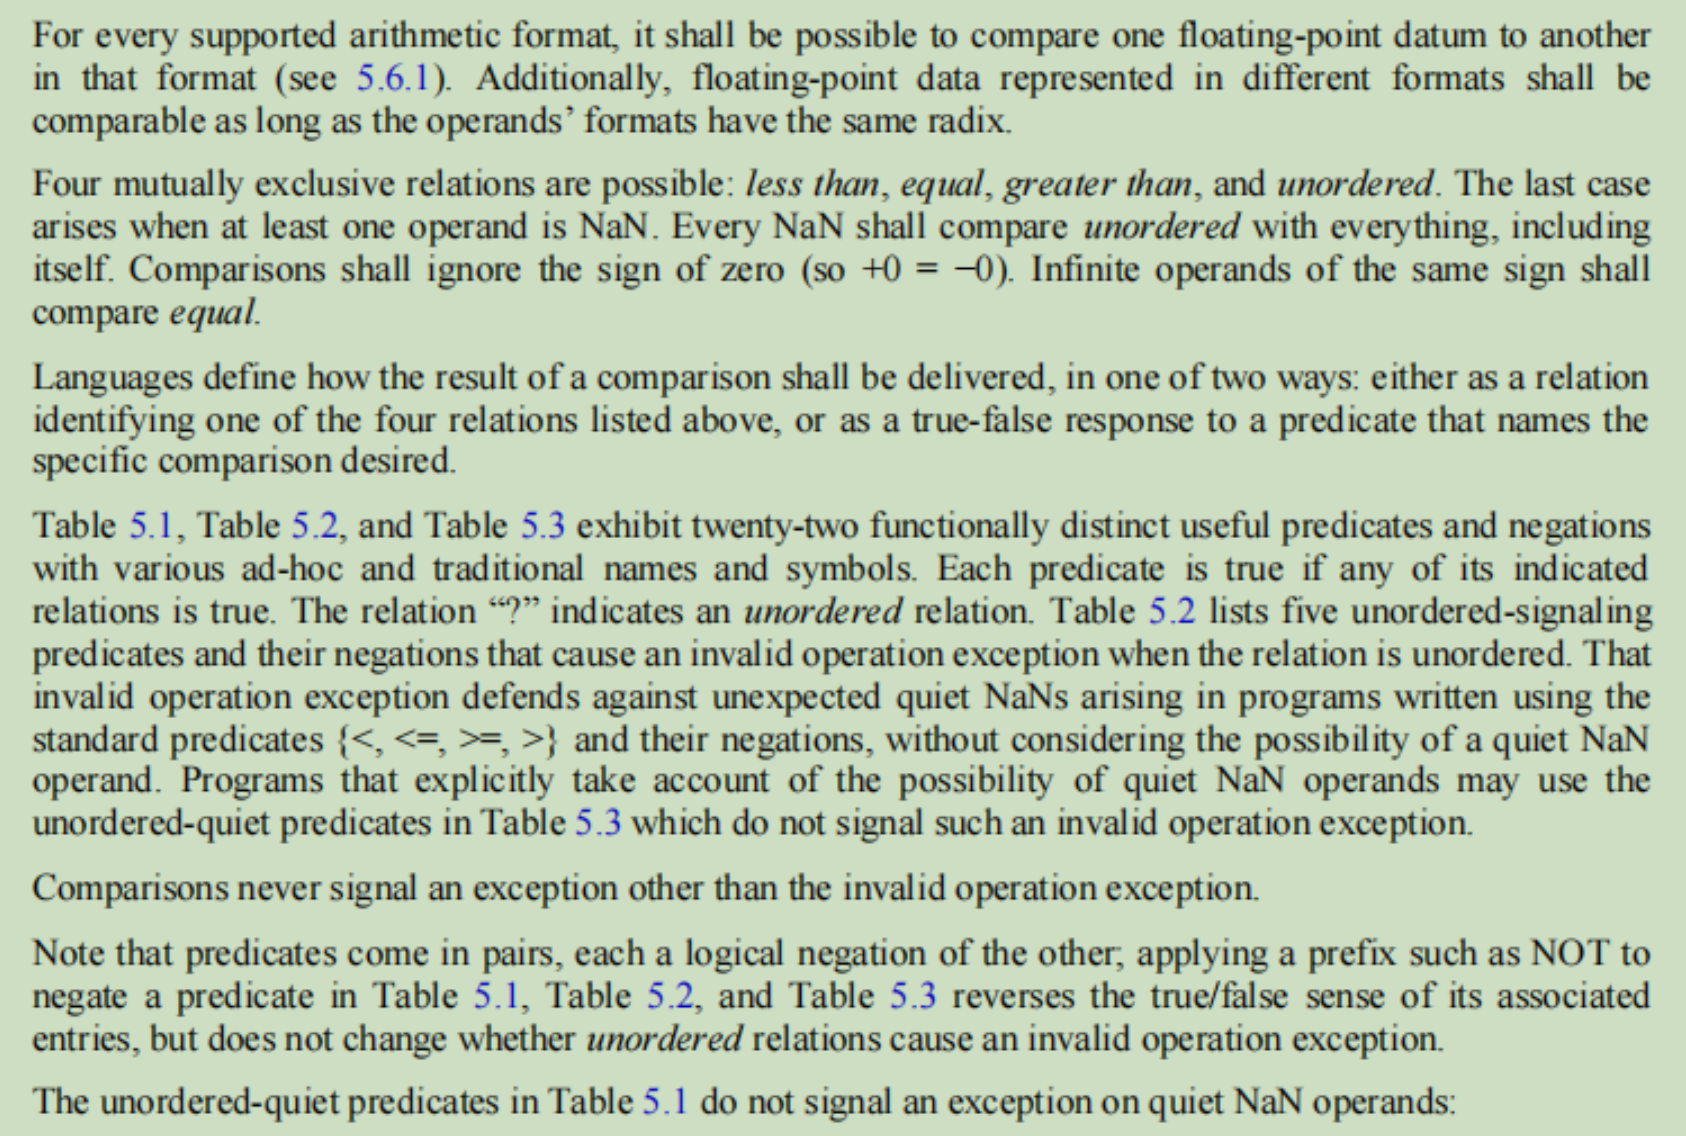 For every supported arithmetic format, it shall be possible to compare one floating-point datum to another
in that format (see 5.6.1). Additionally, floating-point data represented in different formats shall be
comparable as long as the operands’ formats have the same radix.
Four mutually exclusive relations are possible: less than, equal, greater than, and unordered. The last case
arises when at least one operand is NaN. Every NaN shall compare unordered with everything, including
itself. Comparisons shall ignore the sign of zero (so +0 = −0). Infinite operands of the same sign shall
compare equal.
Languages define how the result of a comparison shall be delivered, in one of two ways: either as a relation
identifying one of the four relations listed above, or as a true-false response to a predicate that names the
specific comparison desired.
Table 5.1, Table 5.2, and Table 5.3 exhibit twenty-two functionally distinct useful predicates and negations
with various ad-hoc and traditional names and symbols. Each predicate is true if any of its indicated
relations is true. The relation “?” indicates an unordered relation. Table 5.2 lists five unordered-signaling
predicates and their negations that cause an invalid operation exception when the relation is unordered. That
invalid operation exception defends against unexpected quiet NaNs arising in programs written using the
standard predicates {<, <=, >=, >} and their negations, without considering the possibility of a quiet NaN
operand. Programs that explicitly take account of the possibility of quiet NaN operands may use the
unordered-quiet predicates in Table 5.3 which do not signal such an invalid operation exception.
Comparisons never signal an exception other than the invalid operation exception.
Note that predicates come in pairs, each a logical negation of the other; applying a prefix such as NOT to
negate a predicate in Table 5.1, Table 5.2, and Table 5.3 reverses the true/false sense of its associated
entries, but does not change whether unordered relations cause an invalid operation exception.
The unordered-quiet predicates in Table 5.1 do not signal an exception on quiet NaN operands: